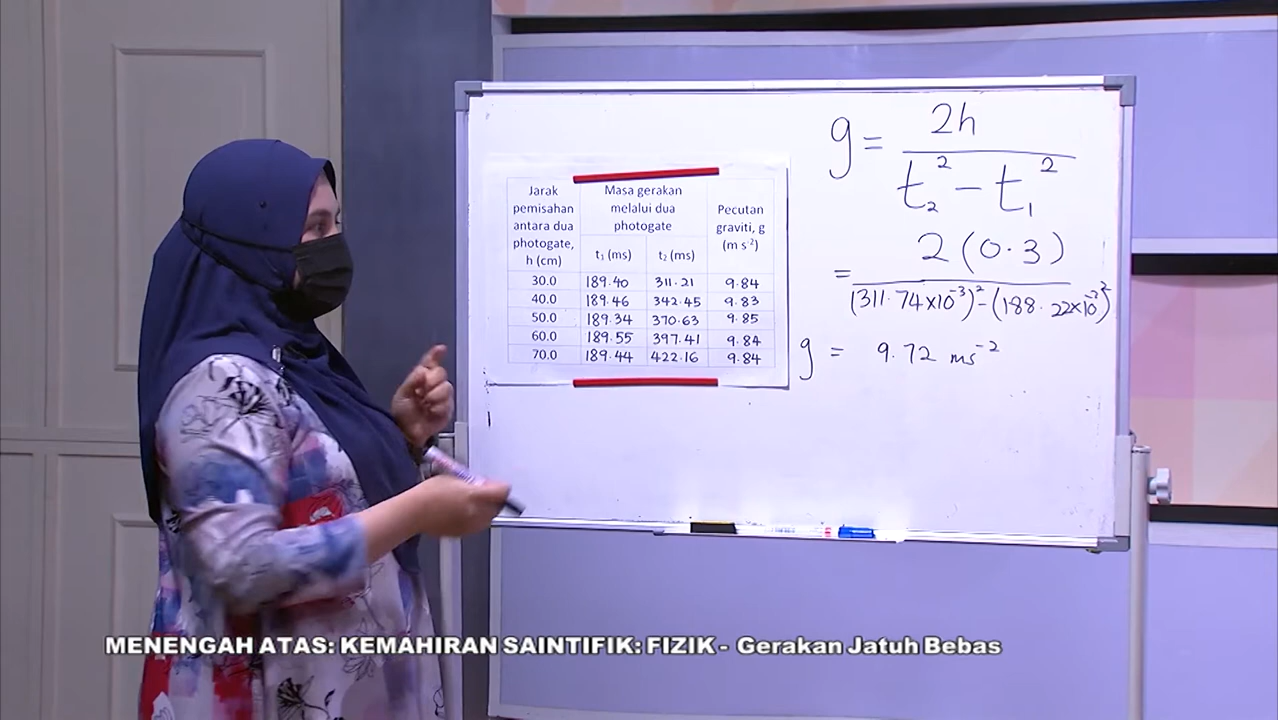 Jarak pemisahan antara dua photogate, h (cm)
Masa gerakan melalui dua photogate
Pecutan graviti, g (m s⁻²)
t₁ (ms) t₂ (ms)
30.0 189.40 311.21 9.84
40.0 189.46 342.45 9.83
50.0 189.34 370.63 9.85
60.0 189.55 397.41 9.84
70.0 189.44 422.16 9.84
g = 2h
t₂² – t₁²
= 2 (0.3)
(311.74×10⁻³)² – (188.22×10⁻³)²
g = 9.72 ms⁻²
MENENGAH ATAS: KEMAHIRAN SAINTIFIK: FIZIK - Gerakan Jatuh Bebas